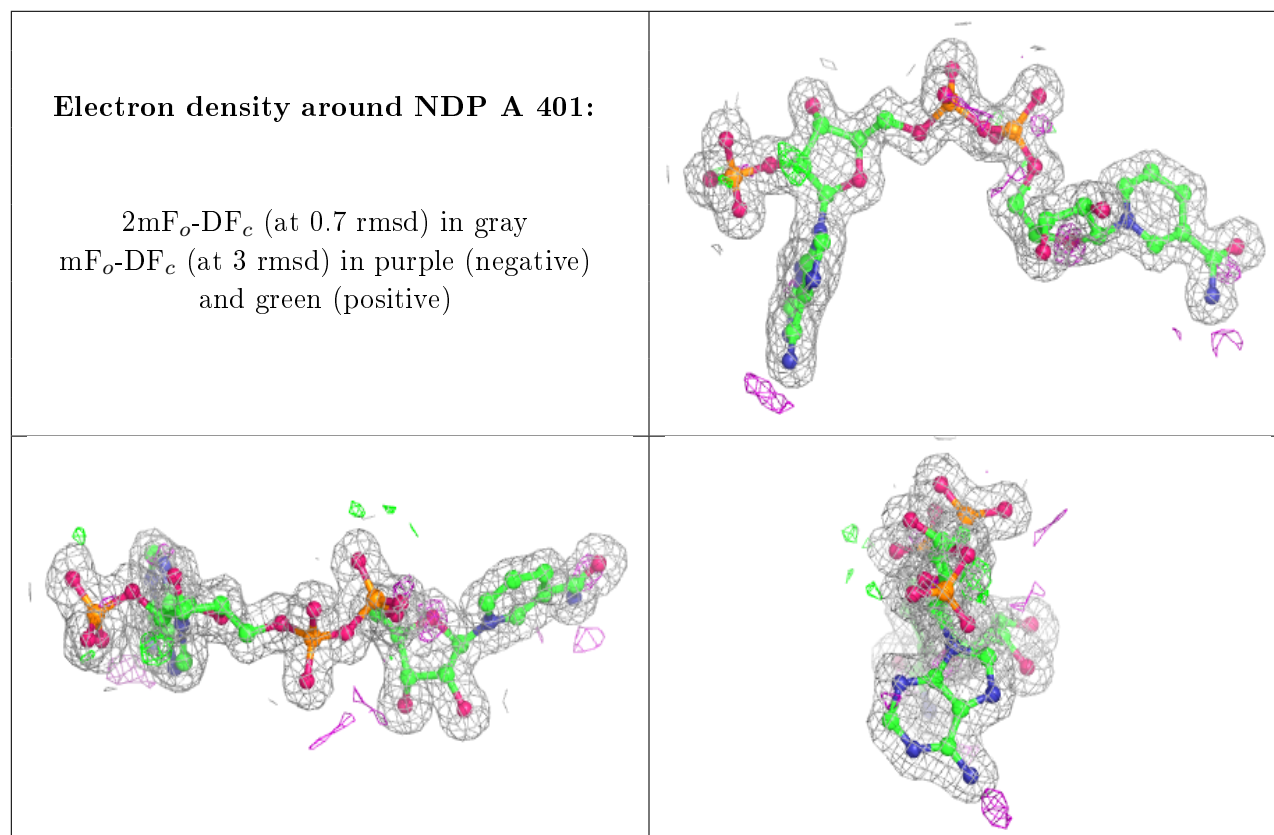 Electron density around NDP A 401:
2mFo-DFc (at 0.7 rmsd) in gray
mFo-DFc (at 3 rmsd) in purple (negative)
and green (positive)